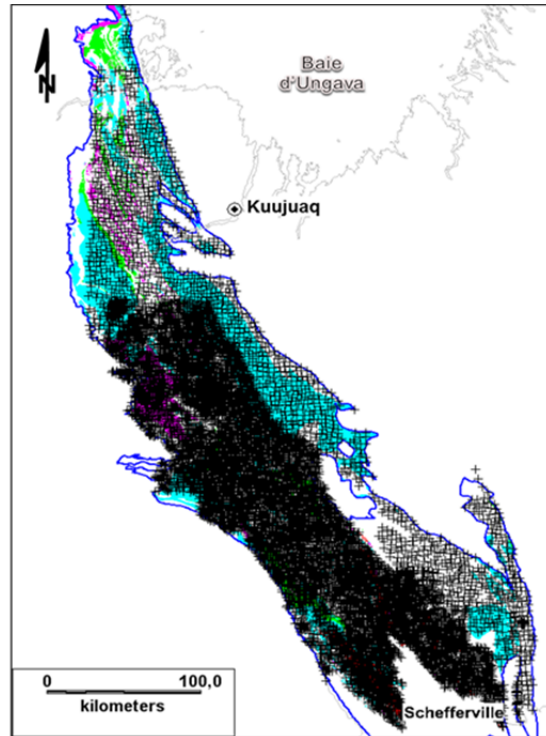 N
Baie
d'Ungava
Kuujuaq
0 100,0
kilometers
Schefferville